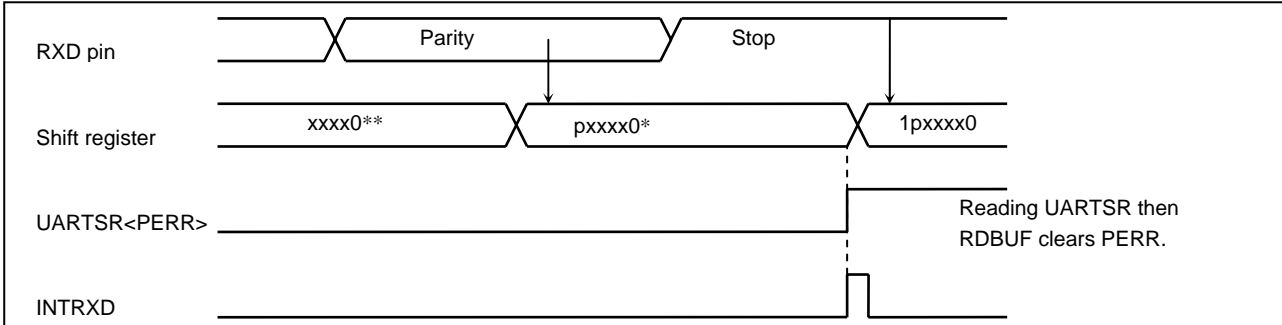 RXD pin
Parity
Stop
Shift register
xxxx0**
pxxxx0*
1pxxxx0
UARTSR<PERR>
Reading UARTSR then
RDBUF clears PERR.
INTRXD